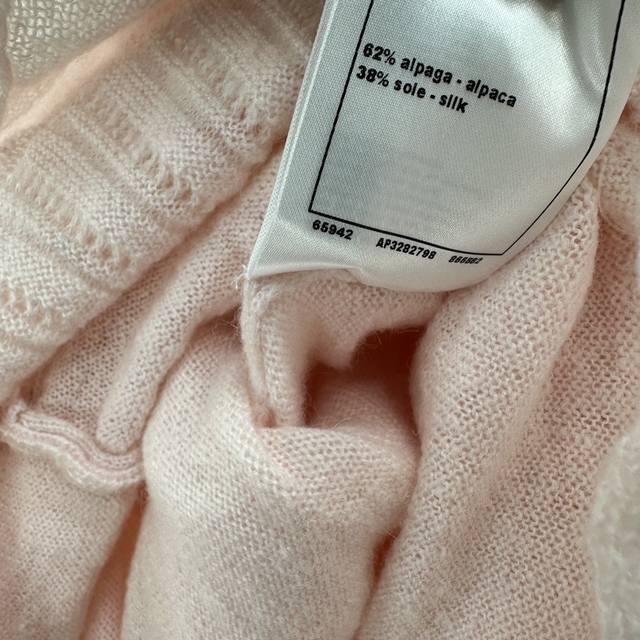 62% alpaga - alpaca
38% soie - silk
65942 AP3282798